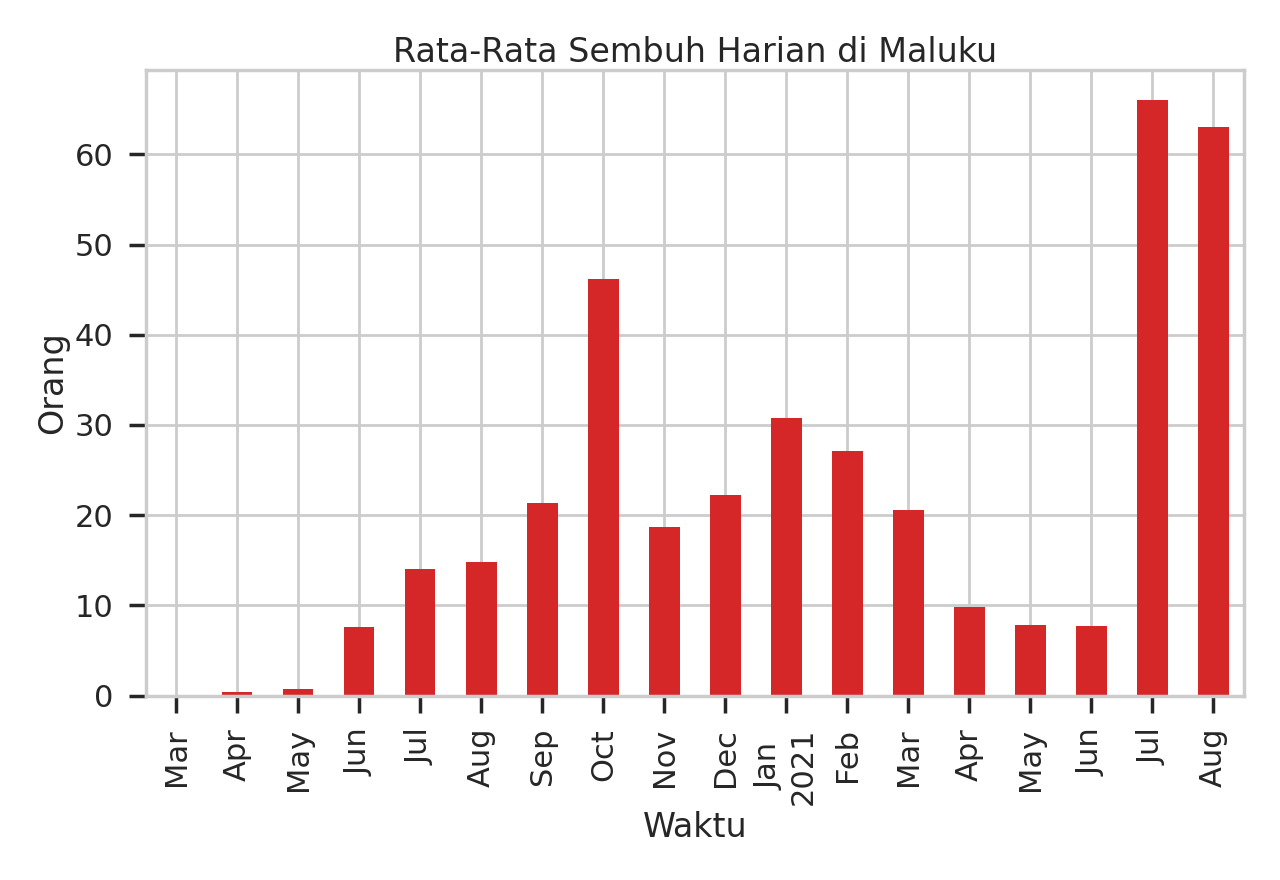 Rata-Rata Sembuh Harian di Maluku
Orang
60
50
40
30
20
10
0
Mar
Apr
May
Jun
Jul
Aug
Sep
Oct
Nov
Dec
Jan
2021
Feb
Mar
Apr
May
Jun
Jul
Aug
Waktu